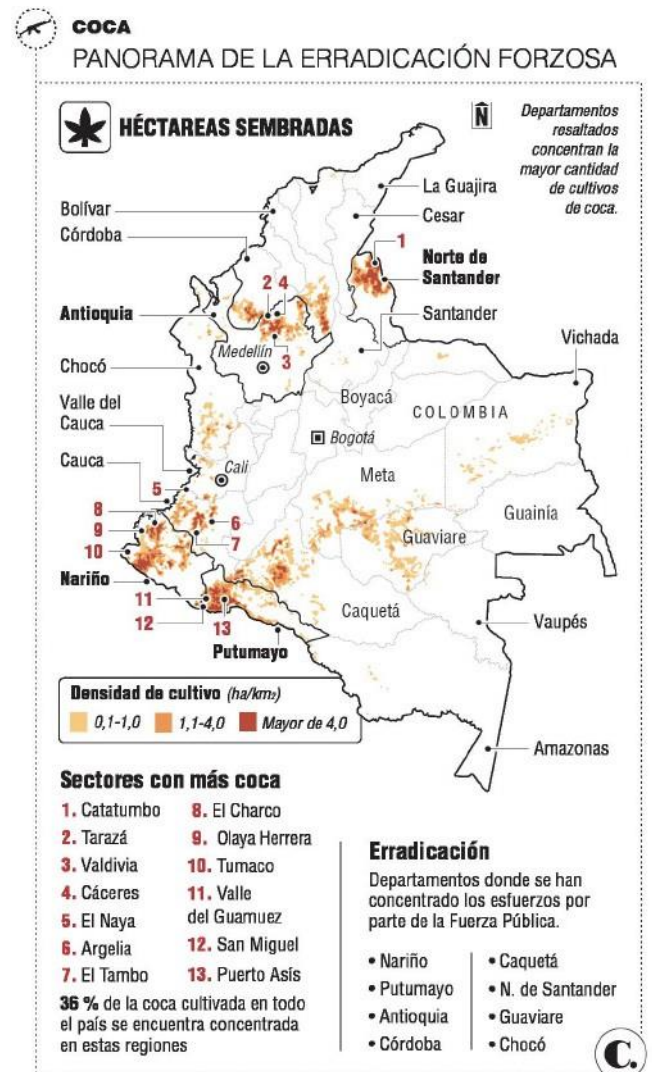 COCA
PANORAMA DE LA ERRADICACIÓN FORZOSA
HÉCTAREAS SEMBRADAS
N
Departamentos
resaltados
concentran la
mayor cantidad
de cultivos
de coca.
La Guajira
Bolívar
Cesar
Córdoba
1
Norte de
Santander
2 4
Antioquia
Santander
Medellín
3
Vichada
Chocó
Boyacá
COLOMBIA
Valle del
Cauca
Bogotá
Cali
Meta
Cauca
5
8
6
Guainía
9
7
Guaviare
10
Nariño
11
Caquetá
12
13
Vaupés
Putumayo
Densidad de cultivo (ha/km2)
0,1-1,0
1,1-4,0
Mayor de 4,0
Amazonas
Sectores con más coca
1. Catatumbo
2. Tarazá
3. Valdivia
4. Cáceres
5. El Naya
6. Argelia
7. El Tambo
8. El Charco
9. Olaya Herrera
10. Tumaco
11. Valle
del Guamuez
12. San Miguel
13. Puerto Asís
36 % de la coca cultivada en todo
el país se encuentra concentrada
en estas regiones
Erradicación
Departamentos donde se han
concentrado los esfuerzos por
parte de la Fuerza Pública.
• Nariño
• Putumayo
• Antioquia
• Córdoba
• Caquetá
• N. de Santander
• Guaviare
• Chocó
C.